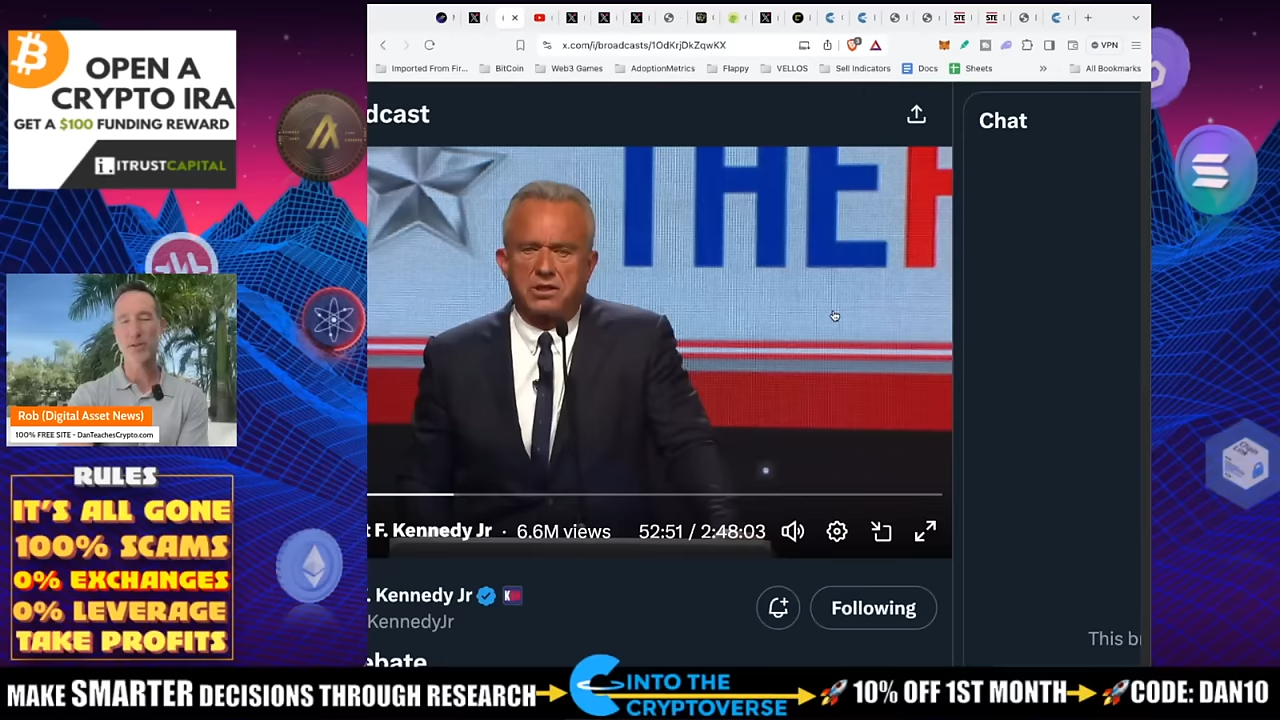 OPEN A
CRYPTO IRA
GET A $100 FUNDING REWARD
i. ITRUSTCAPITAL
Rob (Digital Asset News)
100% FREE SITE - DanTeachesCrypto.com
RULES
IT'S ALL GONE
100% SCAMS
0% EXCHANGES
0% LEVERAGE
TAKE PROFITS
x.com/i/broadcasts/1OdKrjDkZqwKX
VPN
Imported From Fir...
BitCoin
Web3 Games
AdoptionMetrics
Flappy
VELLOS
Sell Indicators
Docs
Sheets
»
All Bookmarks
dcast
Chat
THE
t F. Kennedy Jr · 6.6M views 52:51 / 2:48:03
. Kennedy Jr
KennedyJr
Following
ebate
This br
MAKE SMARTER DECISIONS THROUGH RESEARCH
INTO THE
CRYPTOVERSE
10% OFF 1ST MONTH
CODE: DAN10